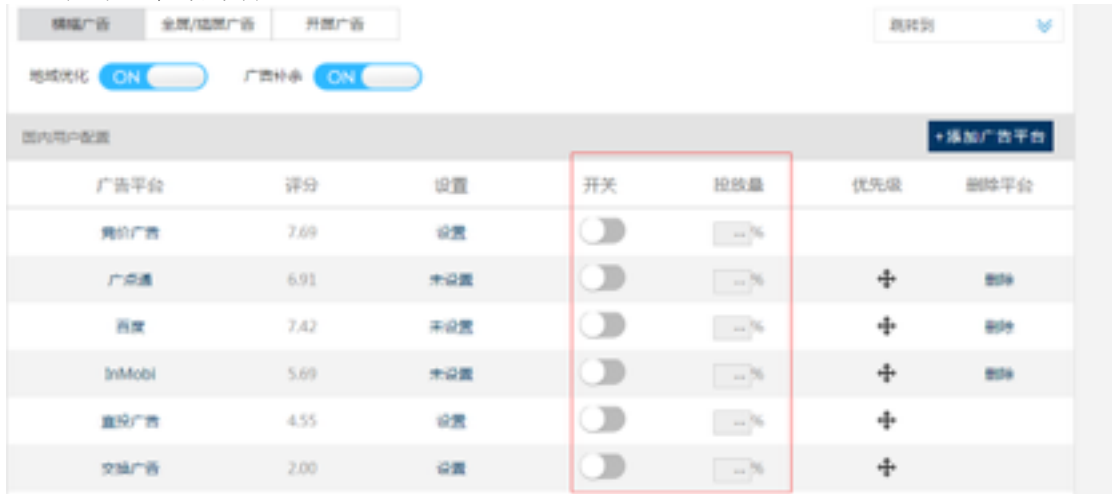 横幅广告 全屏/插屏广告 开屏广告 跳转到
地域优化 ON 广告补余 ON
国内用户配置 +添加广告平台
广告平台 评分 设置 开关 投放量 优先级 删除平台
竞价广告 7.69 设置 -- %
广点通 6.91 未设置 -- % 删除
百度 7.42 未设置 -- % 删除
InMobi 5.69 未设置 -- % 删除
直投广告 4.55 设置 -- %
交换广告 2.00 设置 -- %